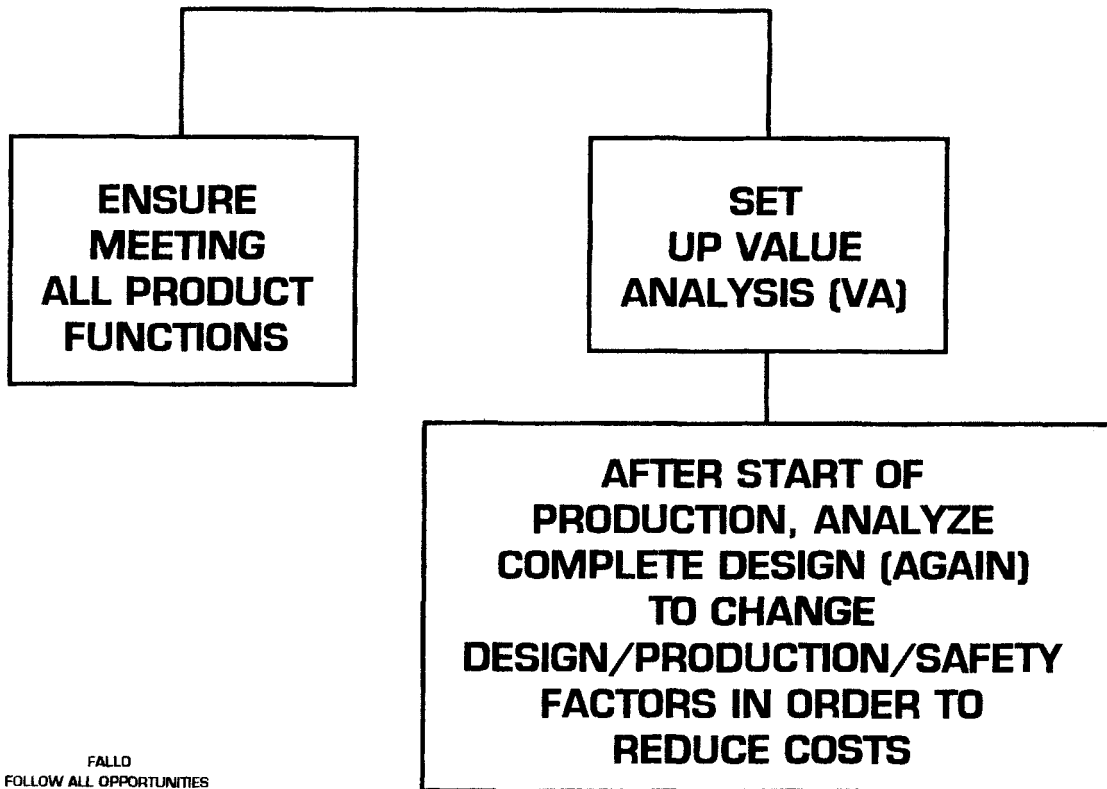 ENSURE
MEETING
ALL PRODUCT
FUNCTIONS
SET
UP VALUE
ANALYSIS (VA)
AFTER START OF
PRODUCTION, ANALYZE
COMPLETE DESIGN (AGAIN)
TO CHANGE
DESIGN/PRODUCTION/SAFETY
FACTORS IN ORDER TO
REDUCE COSTS
FALLO
FOLLOW ALL OPPORTUNITIES